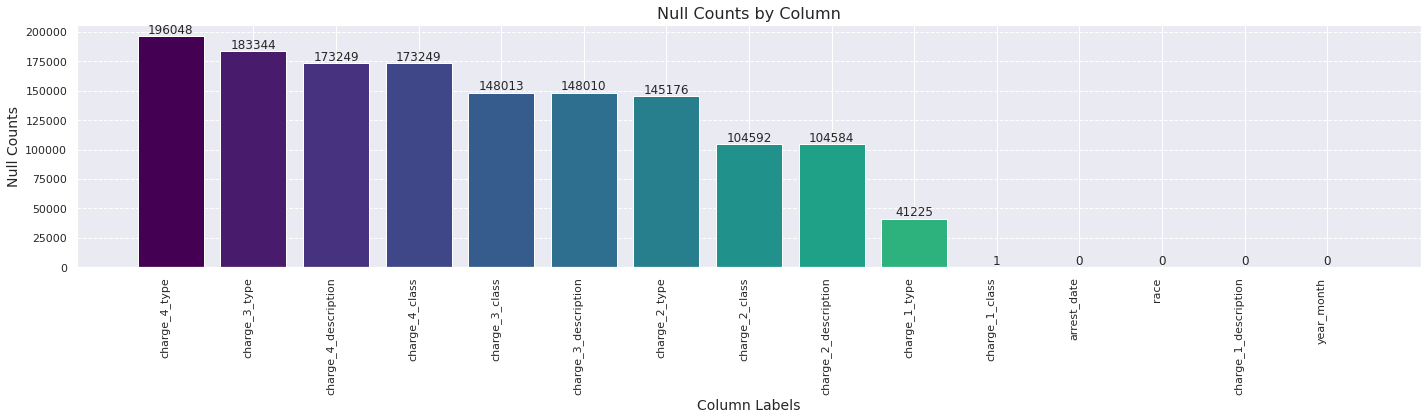 Null Counts by Column
Null Counts
200000
175000
150000
125000
100000
75000
50000
25000
0
196048
183344
173249
173249
148013
148010
145176
104592
104584
41225
1
0
0
0
0
charge_4_type
charge_3_type
charge_4_description
charge_4_class
charge_3_class
charge_3_description
charge_2_type
charge_2_class
charge_2_description
charge_1_type
charge_1_class
arrest_date
race
charge_1_description
year_month
Column Labels